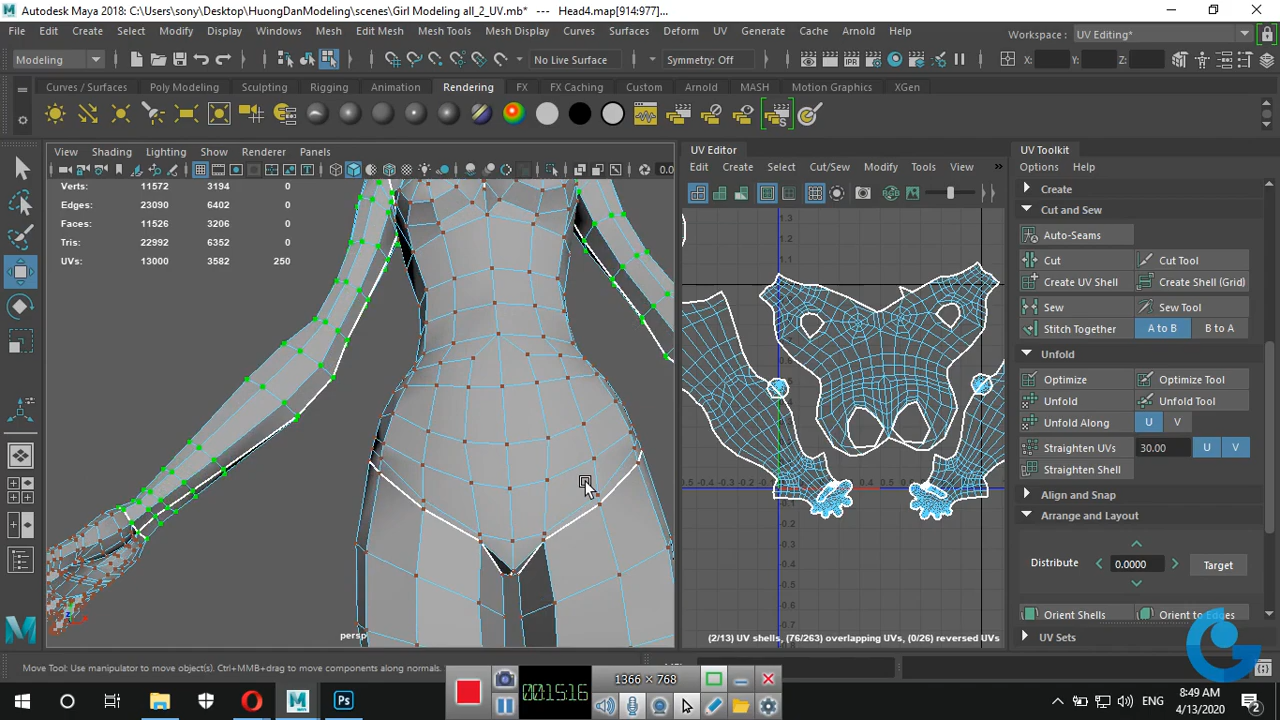 Autodesk Maya 2018: C:\Users\sony\Desktop\HuongDanModeling\scenes\Girl Modeling all_2_UV.mb* --- Head4.map[914:977]...
File Edit Create Select Modify Display Windows Mesh Edit Mesh Mesh Tools Mesh Display Curves Surfaces Deform UV Generate Cache Arnold Help Workspace : UV Editing*
Modeling No Live Surface Symmetry: Off X: Y: Z:
Curves / Surfaces Poly Modeling Sculpting Rigging Animation Rendering FX FX Caching Custom Arnold Bifrost MASH Motion Graphics XGen
View Shading Lighting Show Renderer Panels
0.0
Verts: 11572 3194 0
Edges: 23090 6402 0
Faces: 11526 3206 0
Tris: 22992 6352 0
UVs: 13000 3582 250
persp
UV Editor
Edit Create Select Cut/Sew Modify Tools View »
(2/13) UV shells, (76/263) overlapping UVs, (0/26) reversed UVs
UV Toolkit
Options Help
Create
Cut and Sew
Auto-Seams
Cut Cut Tool
Create UV Shell Create Shell (Grid)
Sew Sew Tool
Stitch Together A to B B to A
Unfold
Optimize Optimize Tool
Unfold Unfold Tool
Unfold Along U V
Straighten UVs 30.00 U V
Straighten Shell
Align and Snap
Arrange and Layout
Distribute 0.0000 Target
Orient Shells Orient to Edges
UV Sets
Move Tool: Use manipulator to move object(s). Ctrl+MMB+drag to move components along normals.
1366 × 768
00:15:16
ENG
8:49 AM
4/13/2020
2